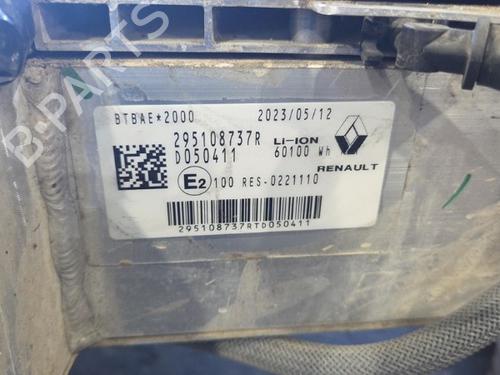 B-PARTS
BTBAE*2000 2023/05/12
295108737R LI-ION
D050411 60100 Wh
RENAULT
E2 100 RES-0221110
295108737RTD050411